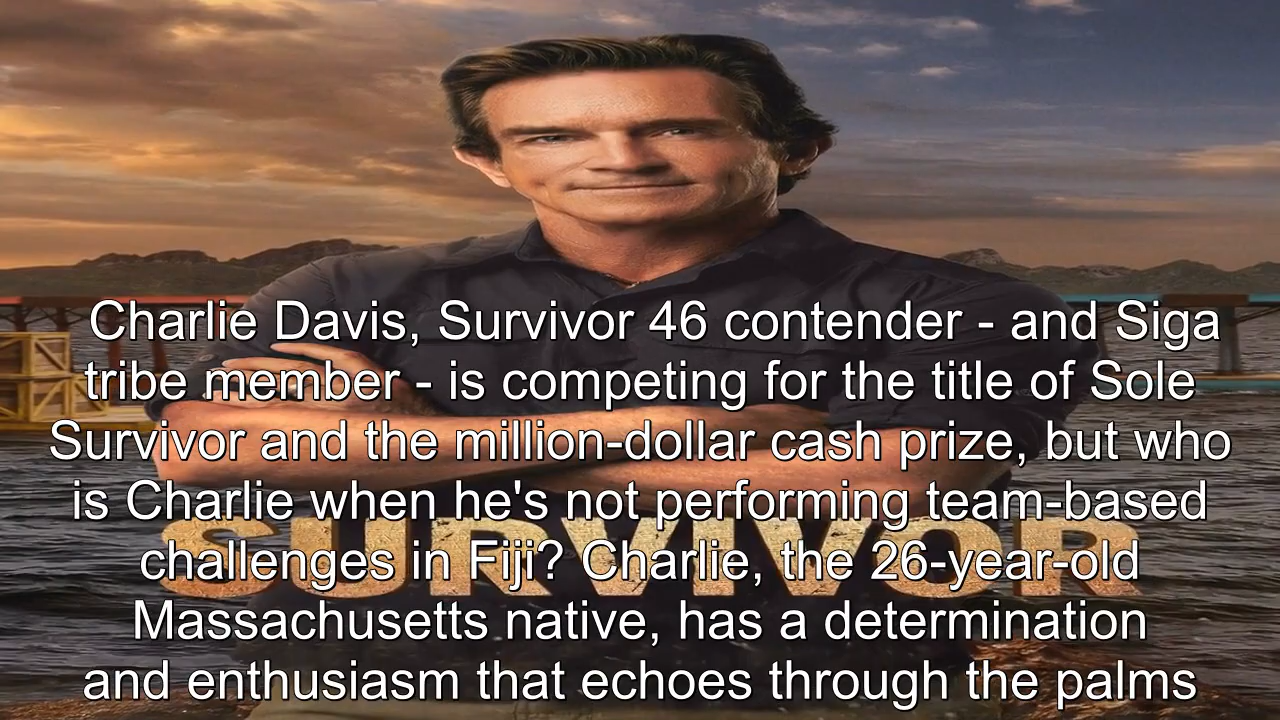 Charlie Davis, Survivor 46 contender - and Siga
tribe member - is competing for the title of Sole
Survivor and the million-dollar cash prize, but who
is Charlie when he's not performing team-based
challenges in Fiji? Charlie, the 26-year-old
SURVIVOR
Massachusetts native, has a determination
and enthusiasm that echoes through the palms